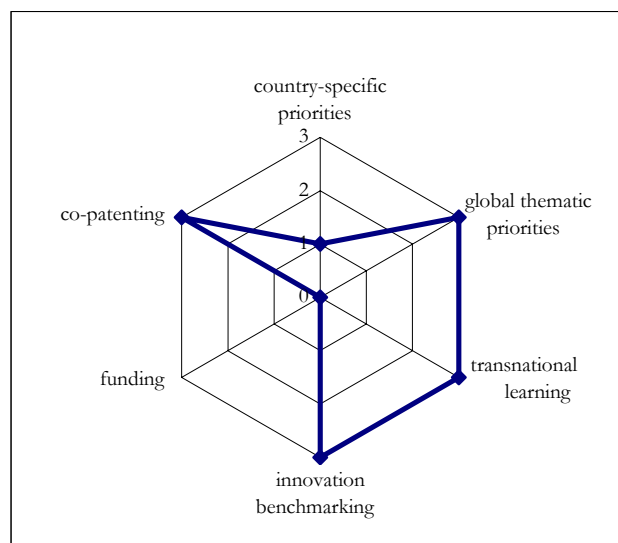 country-specific
priorities
3
2
1
0
co-patenting
global thematic
priorities
funding
transnational
learning
innovation
benchmarking